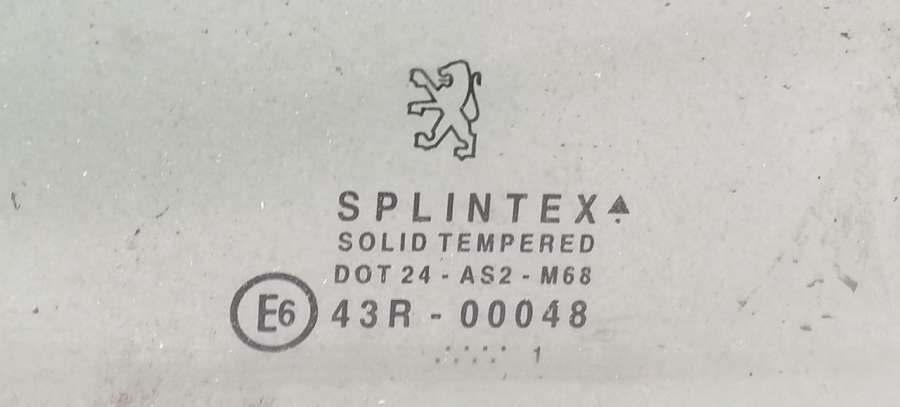 SPLINTEX
SOLID TEMPERED
DOT 24 - AS2 - M68
E6 43R - 00048
1